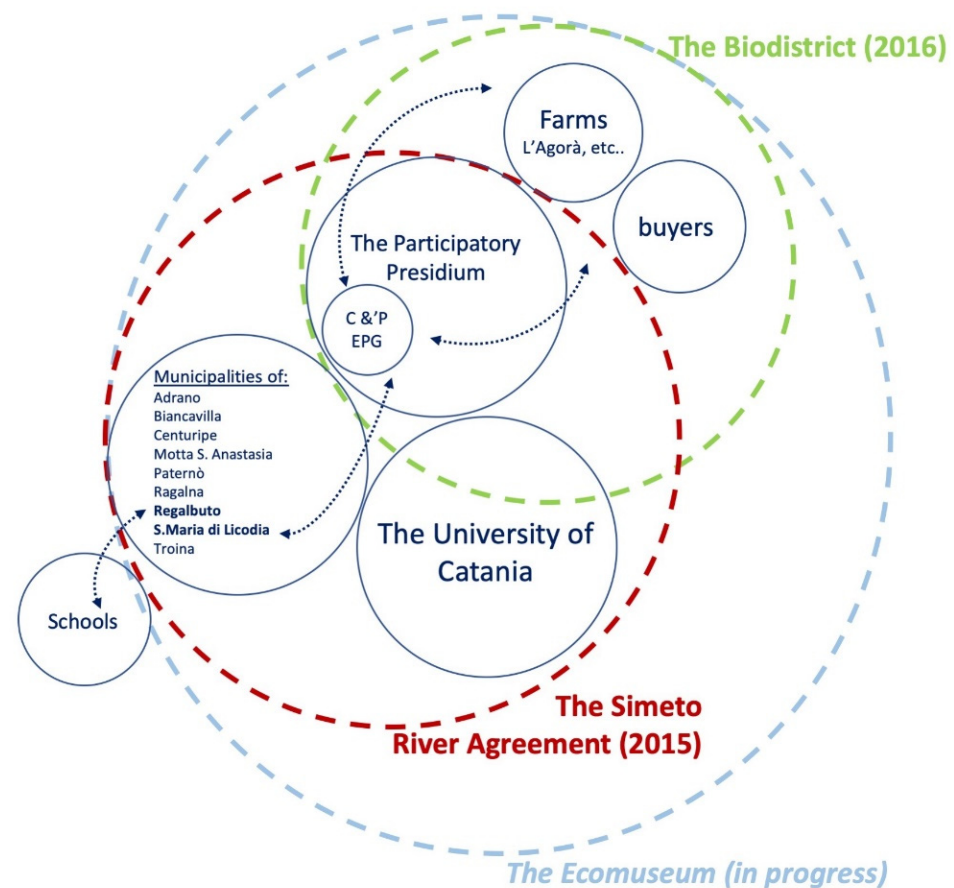 The Biodistrict (2016)
Farms
L'Agorà, etc..
buyers
The Participatory
Presidium
C &'P
EPG
Municipalities of:
Adrano
Biancavilla
Centuripe
Motta S. Anastasia
Paternò
Ragalna
Regalbuto
S.Maria di Licodia
Troina
The University of
Catania
Schools
The Simeto
River Agreement (2015)
The Ecomuseum (in progress)